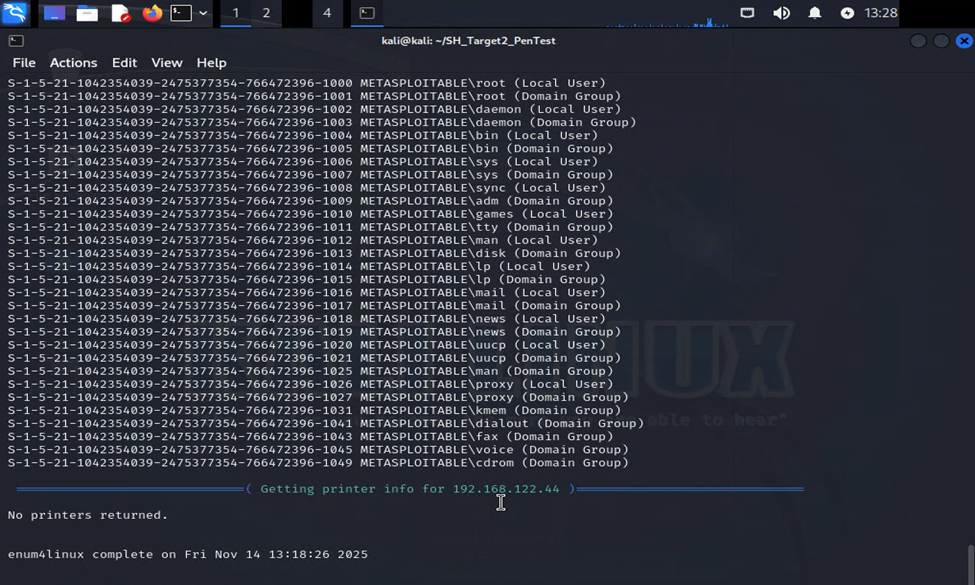 1 2 4 13:28
kali@kali: ~/SH_Target2_PenTest
File Actions Edit View Help
S-1-5-21-1042354039-2475377354-766472396-1000 METASPLOITABLE\root (Local User)
S-1-5-21-1042354039-2475377354-766472396-1001 METASPLOITABLE\root (Domain Group)
S-1-5-21-1042354039-2475377354-766472396-1002 METASPLOITABLE\daemon (Local User)
S-1-5-21-1042354039-2475377354-766472396-1003 METASPLOITABLE\daemon (Domain Group)
S-1-5-21-1042354039-2475377354-766472396-1004 METASPLOITABLE\bin (Local User)
S-1-5-21-1042354039-2475377354-766472396-1005 METASPLOITABLE\bin (Domain Group)
S-1-5-21-1042354039-2475377354-766472396-1006 METASPLOITABLE\sys (Local User)
S-1-5-21-1042354039-2475377354-766472396-1007 METASPLOITABLE\sys (Domain Group)
S-1-5-21-1042354039-2475377354-766472396-1008 METASPLOITABLE\sync (Local User)
S-1-5-21-1042354039-2475377354-766472396-1009 METASPLOITABLE\adm (Domain Group)
S-1-5-21-1042354039-2475377354-766472396-1010 METASPLOITABLE\games (Local User)
S-1-5-21-1042354039-2475377354-766472396-1011 METASPLOITABLE\tty (Domain Group)
S-1-5-21-1042354039-2475377354-766472396-1012 METASPLOITABLE\man (Local User)
S-1-5-21-1042354039-2475377354-766472396-1013 METASPLOITABLE\disk (Domain Group)
S-1-5-21-1042354039-2475377354-766472396-1014 METASPLOITABLE\lp (Local User)
S-1-5-21-1042354039-2475377354-766472396-1015 METASPLOITABLE\lp (Domain Group)
S-1-5-21-1042354039-2475377354-766472396-1016 METASPLOITABLE\mail (Local User)
S-1-5-21-1042354039-2475377354-766472396-1017 METASPLOITABLE\mail (Domain Group)
S-1-5-21-1042354039-2475377354-766472396-1018 METASPLOITABLE\news (Local User)
S-1-5-21-1042354039-2475377354-766472396-1019 METASPLOITABLE\news (Domain Group)
S-1-5-21-1042354039-2475377354-766472396-1020 METASPLOITABLE\uucp (Local User)
S-1-5-21-1042354039-2475377354-766472396-1021 METASPLOITABLE\uucp (Domain Group)
S-1-5-21-1042354039-2475377354-766472396-1025 METASPLOITABLE\man (Domain Group)
S-1-5-21-1042354039-2475377354-766472396-1026 METASPLOITABLE\proxy (Local User)
S-1-5-21-1042354039-2475377354-766472396-1027 METASPLOITABLE\proxy (Domain Group)
S-1-5-21-1042354039-2475377354-766472396-1031 METASPLOITABLE\kmem (Domain Group)
S-1-5-21-1042354039-2475377354-766472396-1041 METASPLOITABLE\dialout (Domain Group)
S-1-5-21-1042354039-2475377354-766472396-1043 METASPLOITABLE\fax (Domain Group)
S-1-5-21-1042354039-2475377354-766472396-1045 METASPLOITABLE\voice (Domain Group)
S-1-5-21-1042354039-2475377354-766472396-1049 METASPLOITABLE\cdrom (Domain Group)
( Getting printer info for 192.168.122.44 )
No printers returned.
enum4linux complete on Fri Nov 14 13:18:26 2025